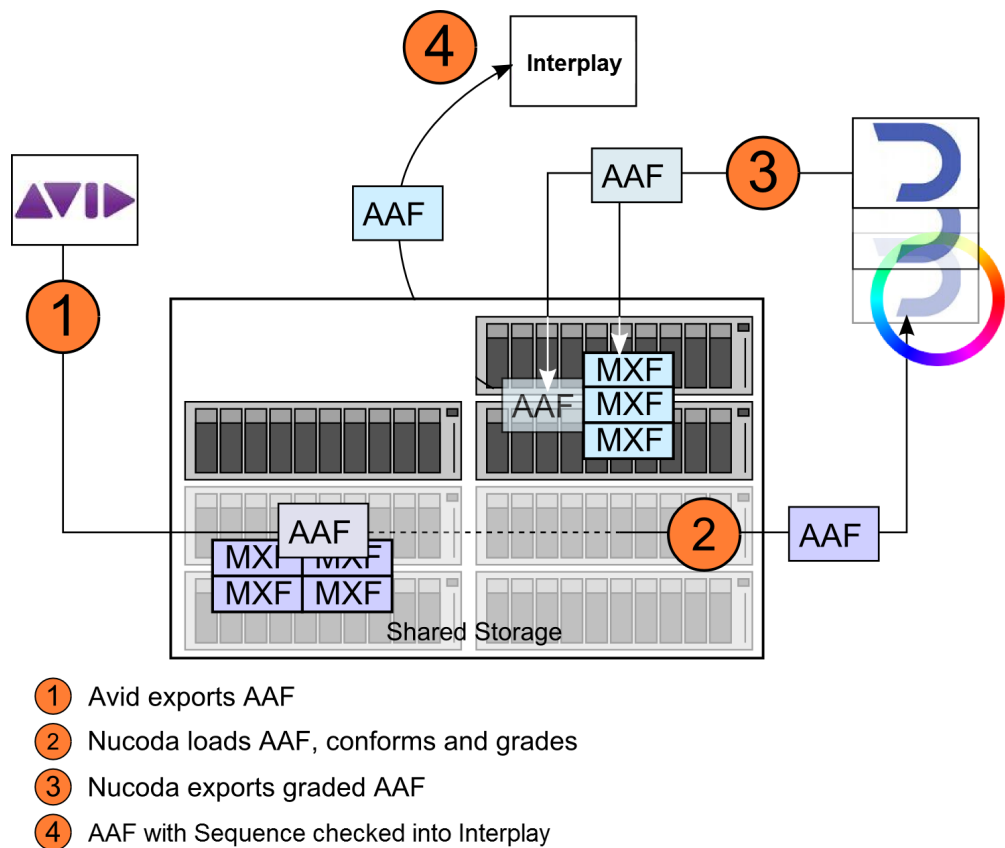 4
Interplay
AVID
AAF
3
AAF
1
MXF
AAF
MXF
MXF
AAF
2
AAF
MXF MXF
MXF MXF
Shared Storage
1 Avid exports AAF
2 Nucoda loads AAF, conforms and grades
3 Nucoda exports graded AAF
4 AAF with Sequence checked into Interplay